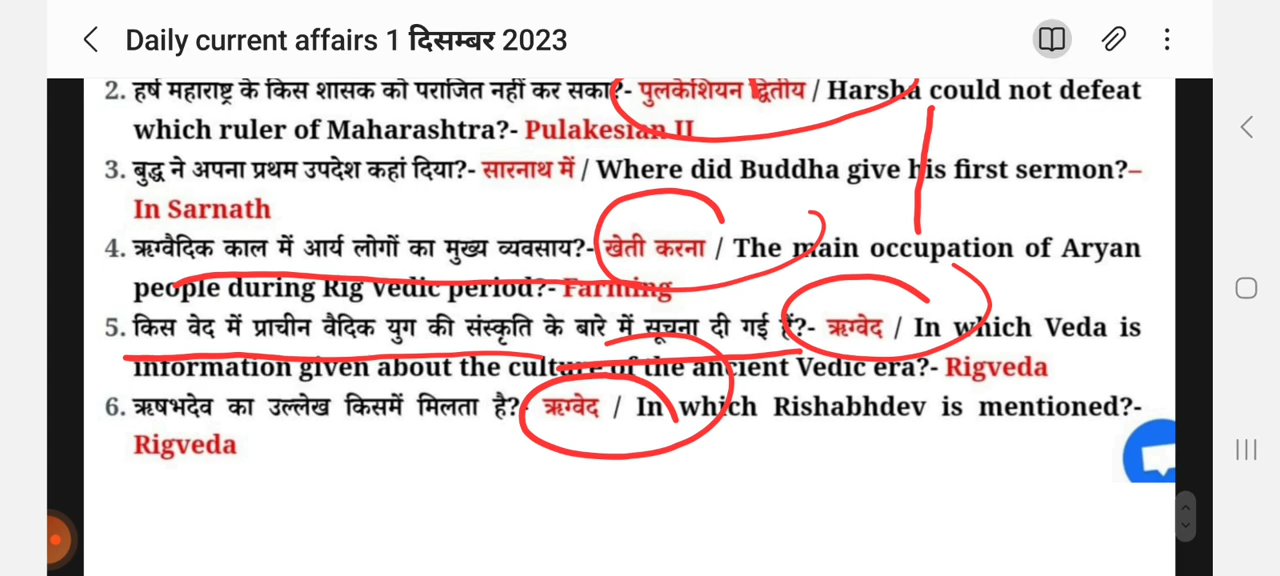 Daily current affairs 1 दिसम्बर 2023
2. हर्ष महाराष्ट्र के किस शासक को पराजित नहीं कर सका?- पुलकेशियन द्वितीय / Harsha could not defeat
which ruler of Maharashtra?- Pulakesian II
3. बुद्ध ने अपना प्रथम उपदेश कहां दिया?- सारनाथ में / Where did Buddha give his first sermon?–
In Sarnath
4. ऋग्वैदिक काल में आर्य लोगों का मुख्य व्यवसाय?- खेती करना / The main occupation of Aryan
people during Rig Vedic period?- Farming
5. किस वेद में प्राचीन वैदिक युग की संस्कृति के बारे में सूचना दी गई हैं?- ऋग्वेद / In which Veda is
information given about the culture of the ancient Vedic era?- Rigveda
6. ऋषभदेव का उल्लेख किसमें मिलता है?- ऋग्वेद / In which Rishabhdev is mentioned?-
Rigveda